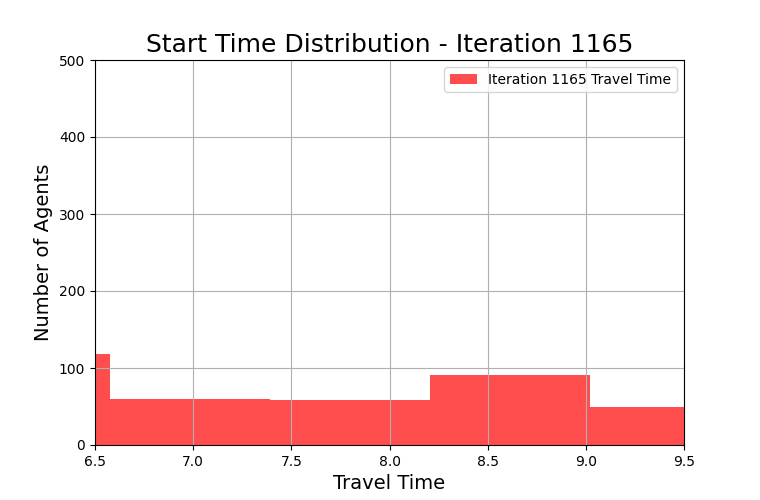 Start Time Distribution - Iteration 1165
500
Iteration 1165 Travel Time
400
300
200
100
0
Number of Agents
6.5 7.0 7.5 8.0 8.5 9.0 9.5
Travel Time